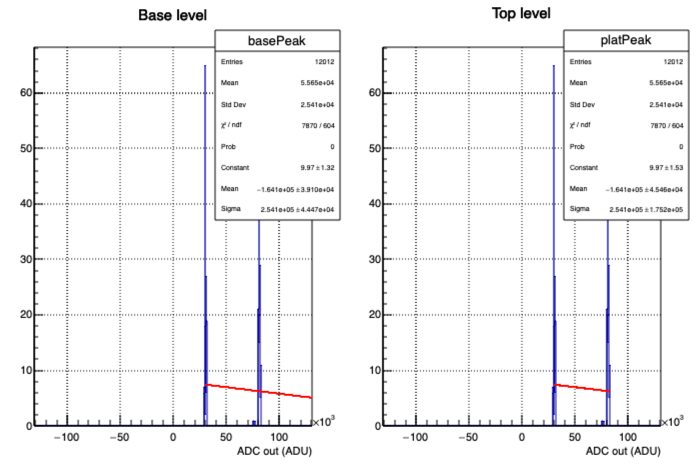 Base level
basePeak
Entries 12012
Mean 5.565e+04
Std Dev 2.541e+04
χ² / ndf 7870 / 604
Prob 0
Constant 9.97 ± 1.32
Mean −1.641e+05 ± 3.910e+04
Sigma 2.541e+05 ± 4.447e+04
60
50
40
30
20
10
0
−100 −50 0 50 100
×10³
ADC out (ADU)
Top level
platPeak
Entries 12012
Mean 5.565e+04
Std Dev 2.541e+04
χ² / ndf 7870 / 604
Prob 0
Constant 9.97 ± 1.53
Mean −1.641e+05 ± 4.546e+04
Sigma 2.541e+05 ± 1.752e+05
60
50
40
30
20
10
0
−100 −50 0 50 100
×10³
ADC out (ADU)